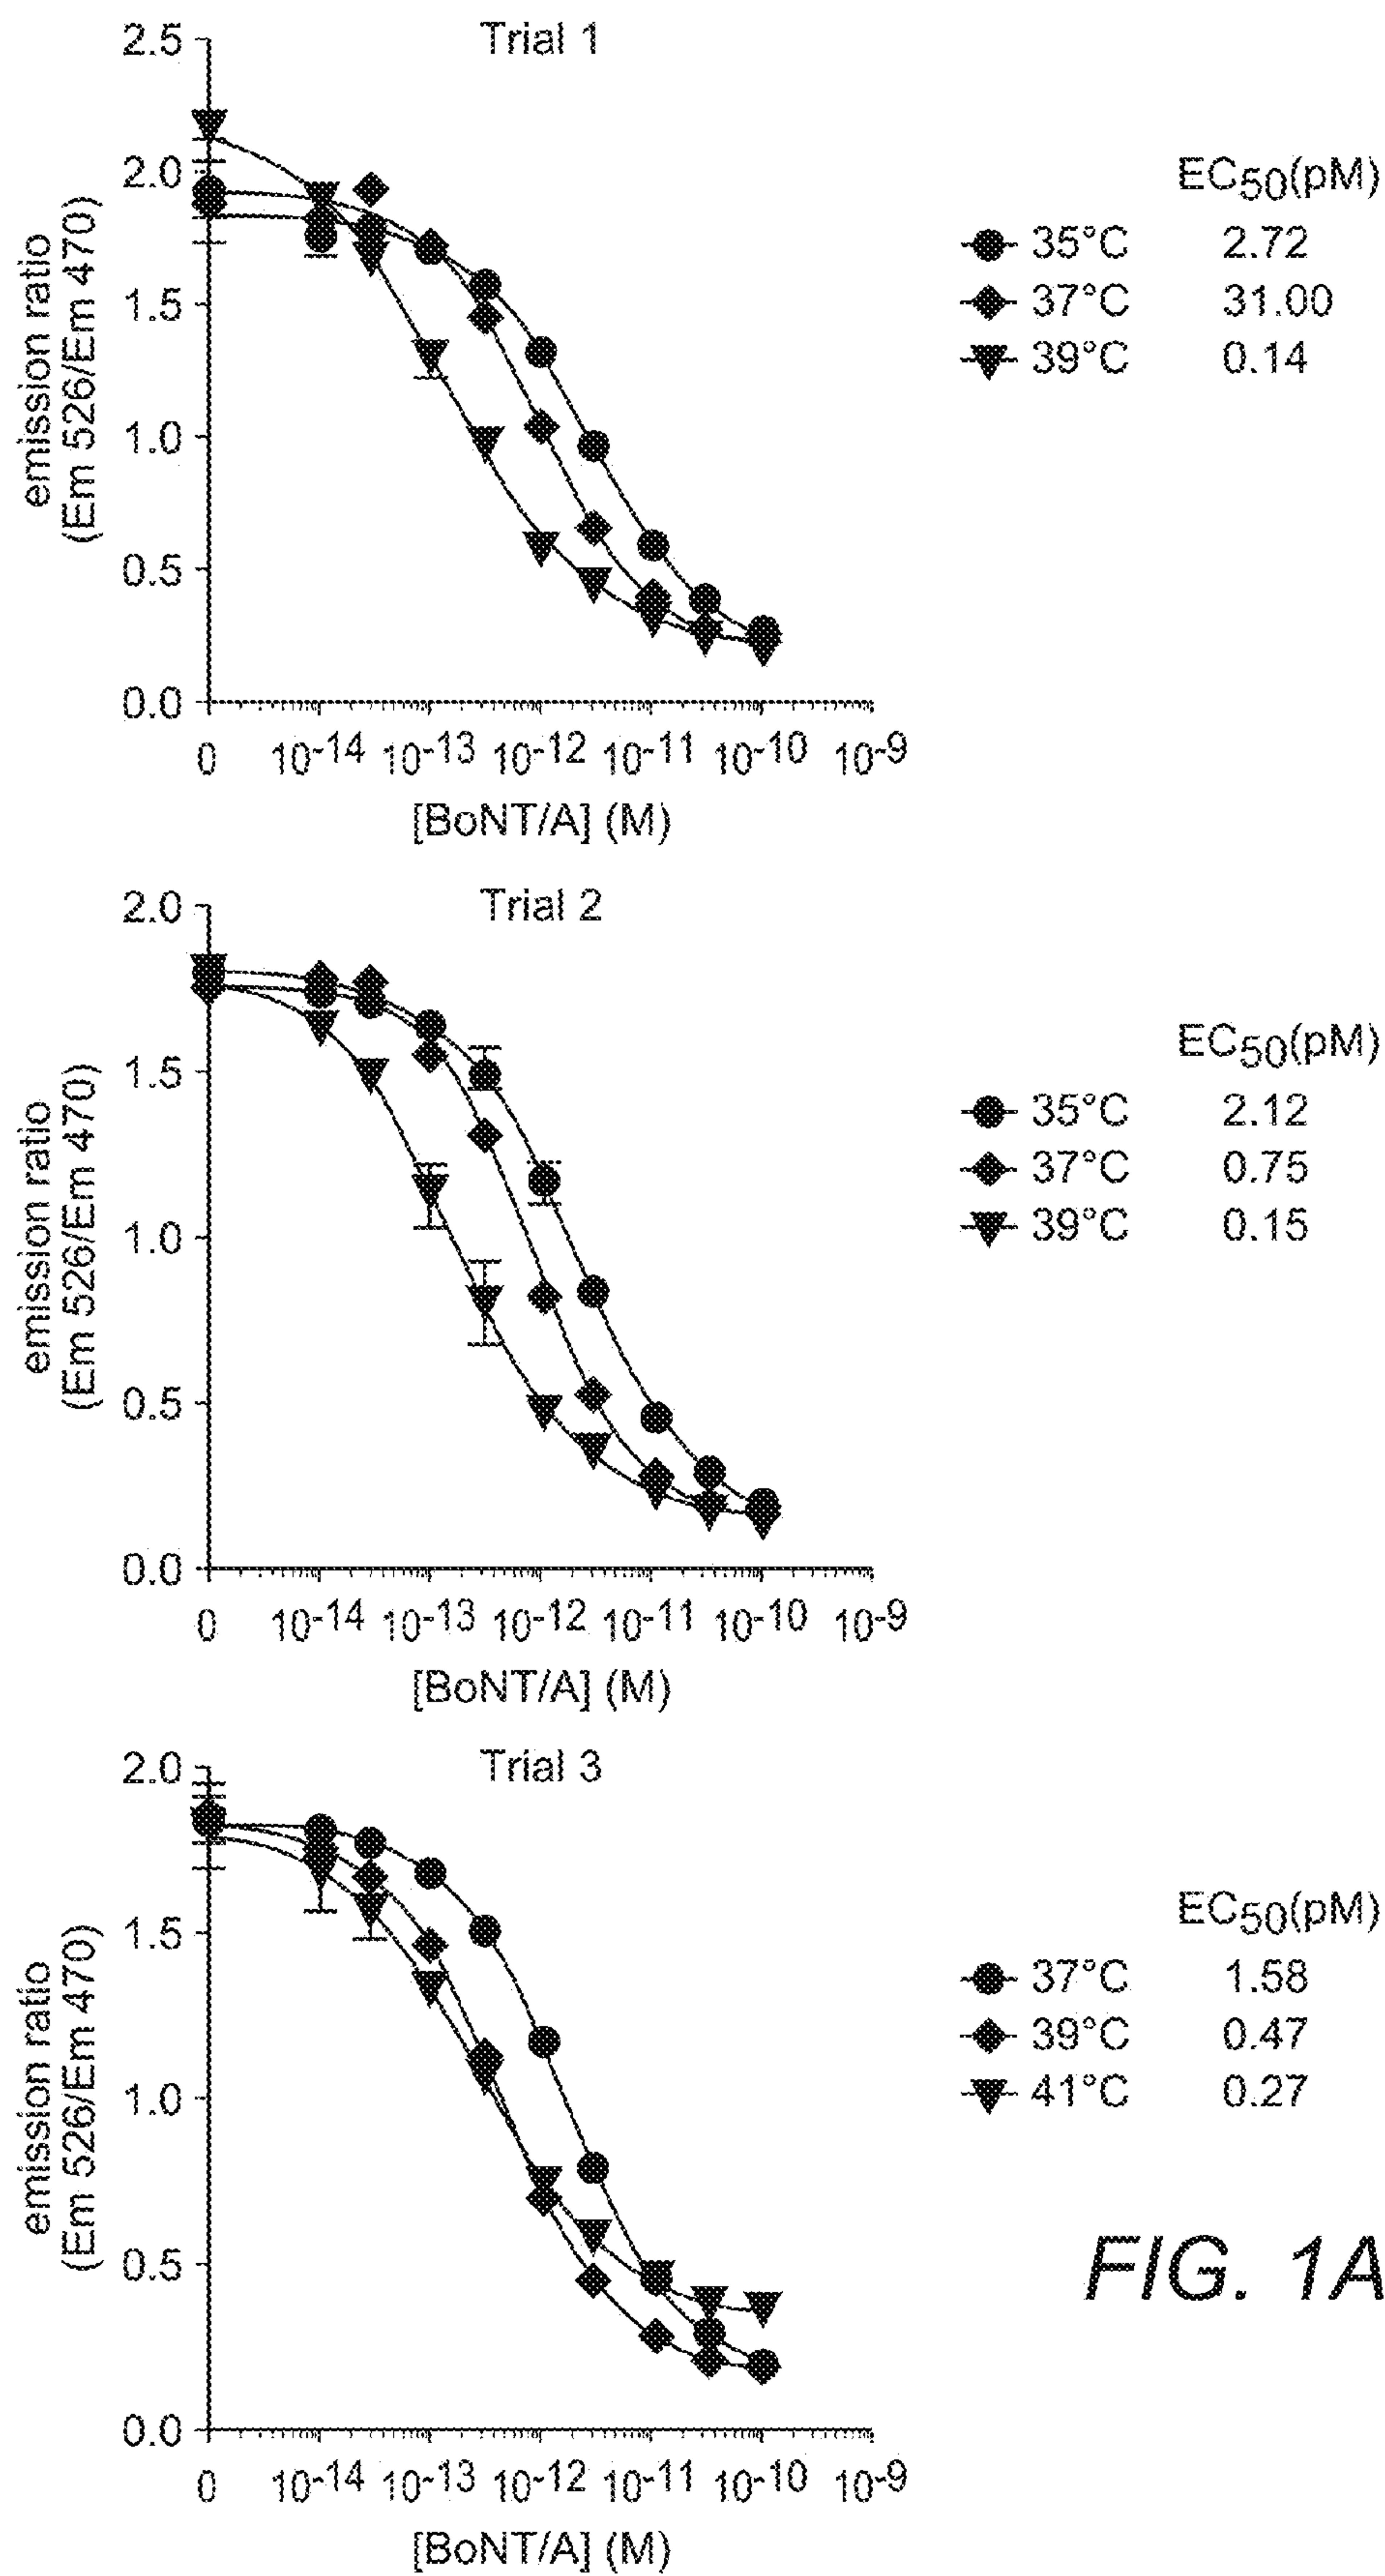 Trial 1
2.5
2.0
1.5
1.0
0.5
0.0
emission ratio
(Em 526/Em 470)
0 10-14 10-13 10-12 10-11 10-10 10-9
[BoNT/A] (M)
EC50(pM)
35°C 2.72
37°C 31.00
39°C 0.14
Trial 2
2.0
1.5
1.0
0.5
0.0
emission ratio
(Em 526/Em 470)
0 10-14 10-13 10-12 10-11 10-10 10-9
[BoNT/A] (M)
EC50(pM)
35°C 2.12
37°C 0.75
39°C 0.15
Trial 3
2.0
1.5
1.0
0.5
0.0
emission ratio
(Em 526/Em 470)
0 10-14 10-13 10-12 10-11 10-10 10-9
[BoNT/A] (M)
EC50(pM)
37°C 1.58
39°C 0.47
41°C 0.27
FIG. 1A